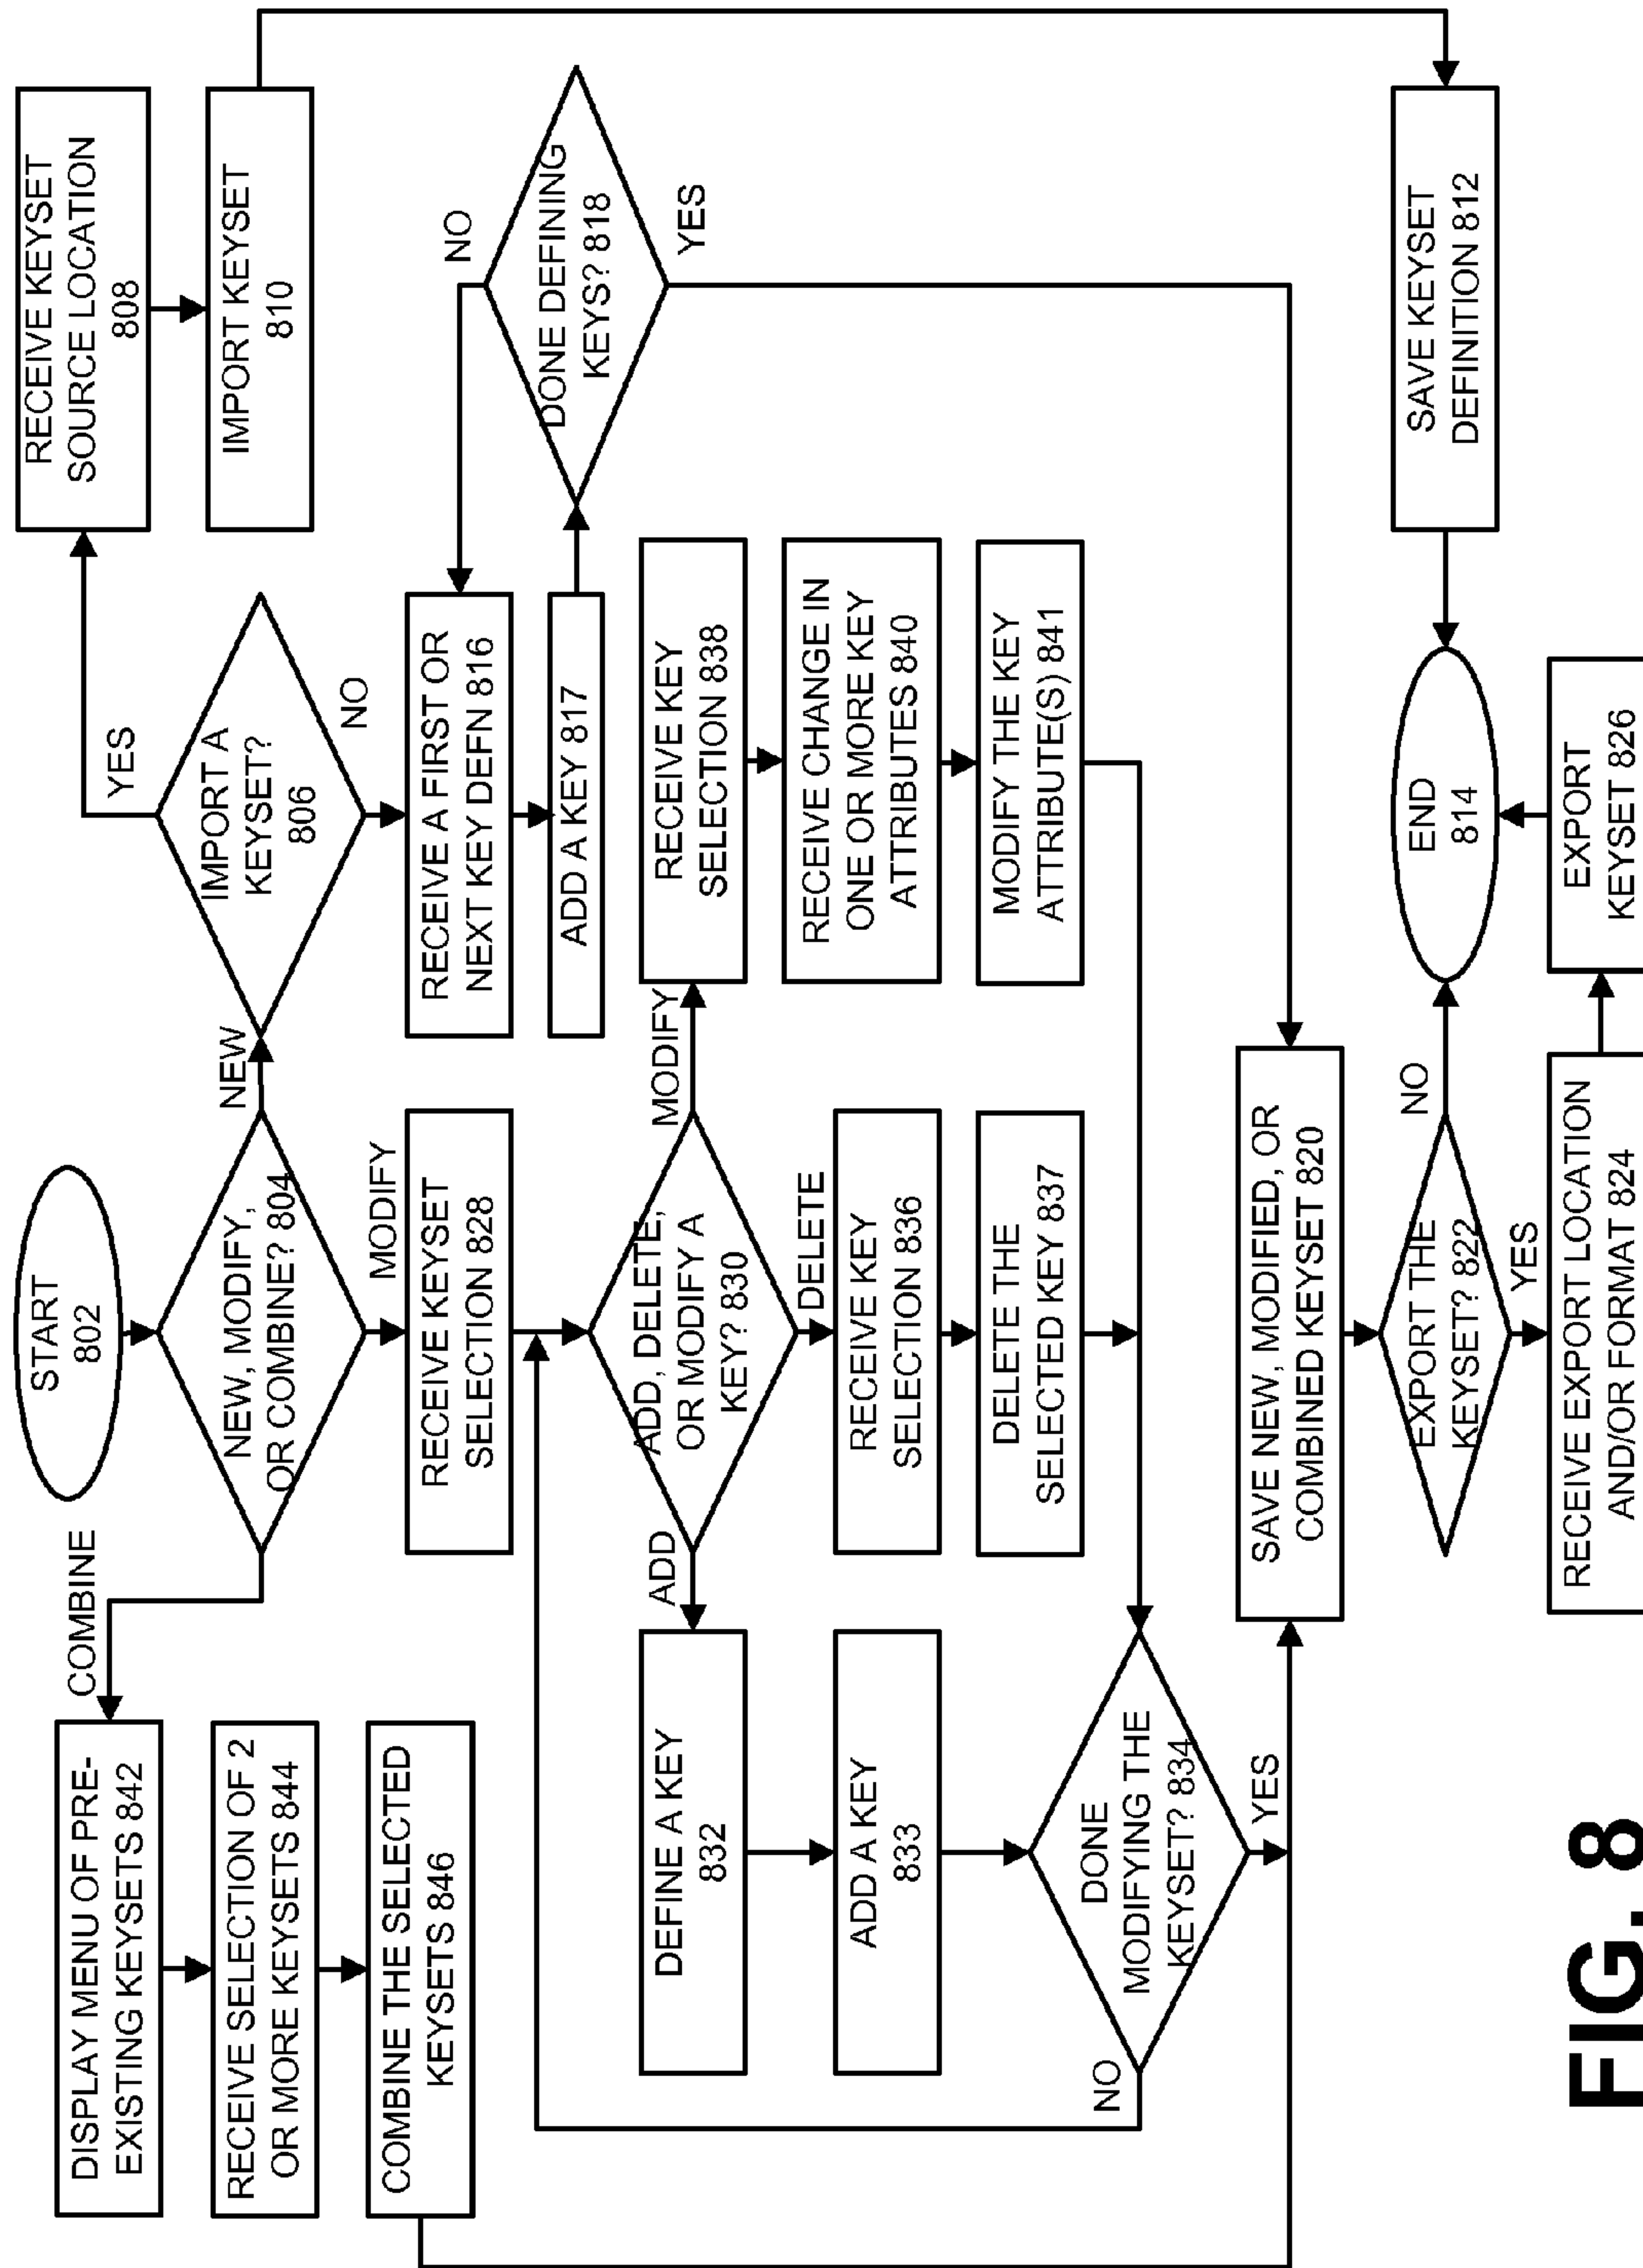 START
802
COMBINE
NEW, MODIFY,
OR COMBINE? 804
NEW
MODIFY
IMPORT A
KEYSET?
806
YES
NO
RECEIVE KEYSET
SOURCE LOCATION
808
IMPORT KEYSET
810
DISPLAY MENU OF PRE-
EXISTING KEYSETS 842
RECEIVE SELECTION OF 2
OR MORE KEYSETS 844
COMBINE THE SELECTED
KEYSETS 846
RECEIVE KEYSET
SELECTION 828
RECEIVE A FIRST OR
NEXT KEY DEFN 816
ADD A KEY 817
NO
DONE DEFINING
KEYS? 818
YES
ADD
ADD, DELETE,
OR MODIFY A
KEY? 830
MODIFY
DELETE
DEFINE A KEY
832
ADD A KEY
833
RECEIVE KEY
SELECTION 836
DELETE THE
SELECTED KEY 837
RECEIVE KEY
SELECTION 838
RECEIVE CHANGE IN
ONE OR MORE KEY
ATTRIBUTES 840
MODIFY THE KEY
ATTRIBUTE(S) 841
NO
DONE
MODIFYING THE
KEYSET? 834
YES
SAVE NEW, MODIFIED, OR
COMBINED KEYSET 820
EXPORT THE
KEYSET? 822
NO
YES
END
814
SAVE KEYSET
DEFINITION 812
RECEIVE EXPORT LOCATION
AND/OR FORMAT 824
EXPORT
KEYSET 826
FIG. 8